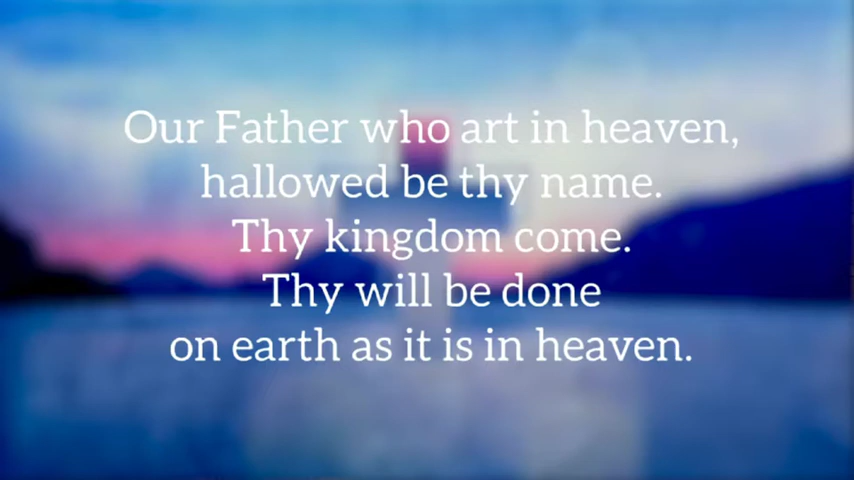 Our Father who art in heaven,
hallowed be thy name.
Thy kingdom come.
Thy will be done
on earth as it is in heaven.